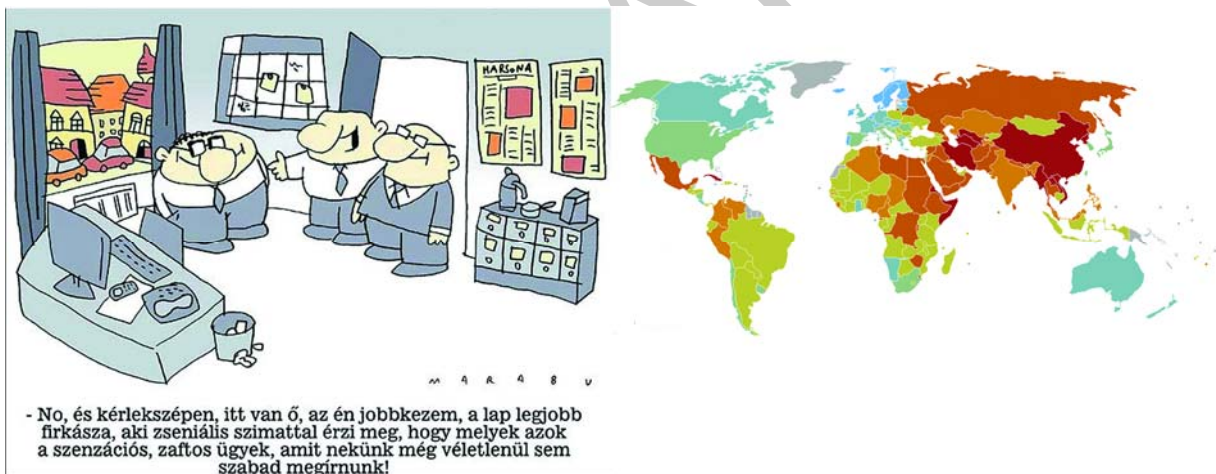 HARSONA
MARABU
- No, és kérlekszépen, itt van ő, az én jobbkezem, a lap legjobb
firkásza, aki zseniális szimattal érzi meg, hogy melyek azok
a szenzációs, zaftos ügyek, amit nekünk még véletlenül sem
szabad megírnunk!